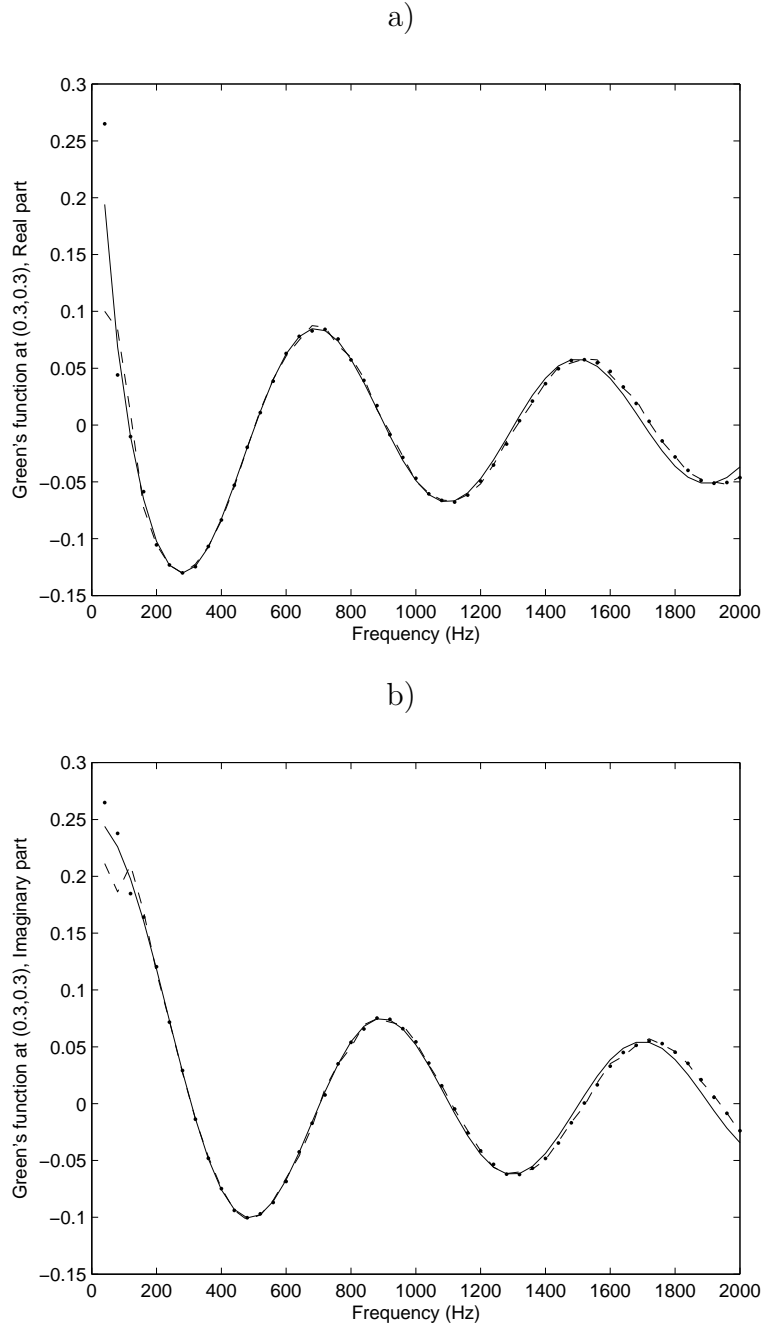 a)
0.3
0.25
0.2
0.15
0.1
0.05
0
−0.05
−0.1
−0.15
Green's function at (0.3,0.3), Real part
0 200 400 600 800 1000 1200 1400 1600 1800 2000
Frequency (Hz)
b)
0.3
0.25
0.2
0.15
0.1
0.05
0
−0.05
−0.1
−0.15
Green's function at (0.3,0.3), Imaginary part
0 200 400 600 800 1000 1200 1400 1600 1800 2000
Frequency (Hz)